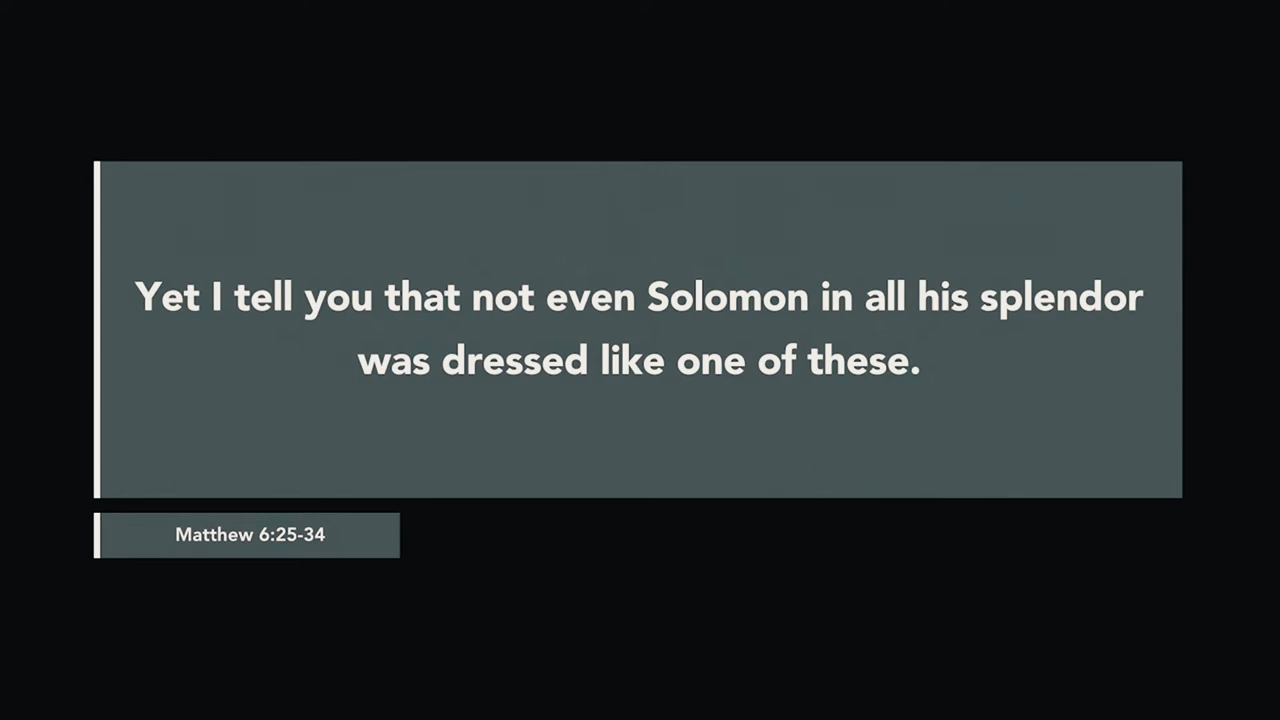 Yet I tell you that not even Solomon in all his splendor
was dressed like one of these.
Matthew 6:25-34